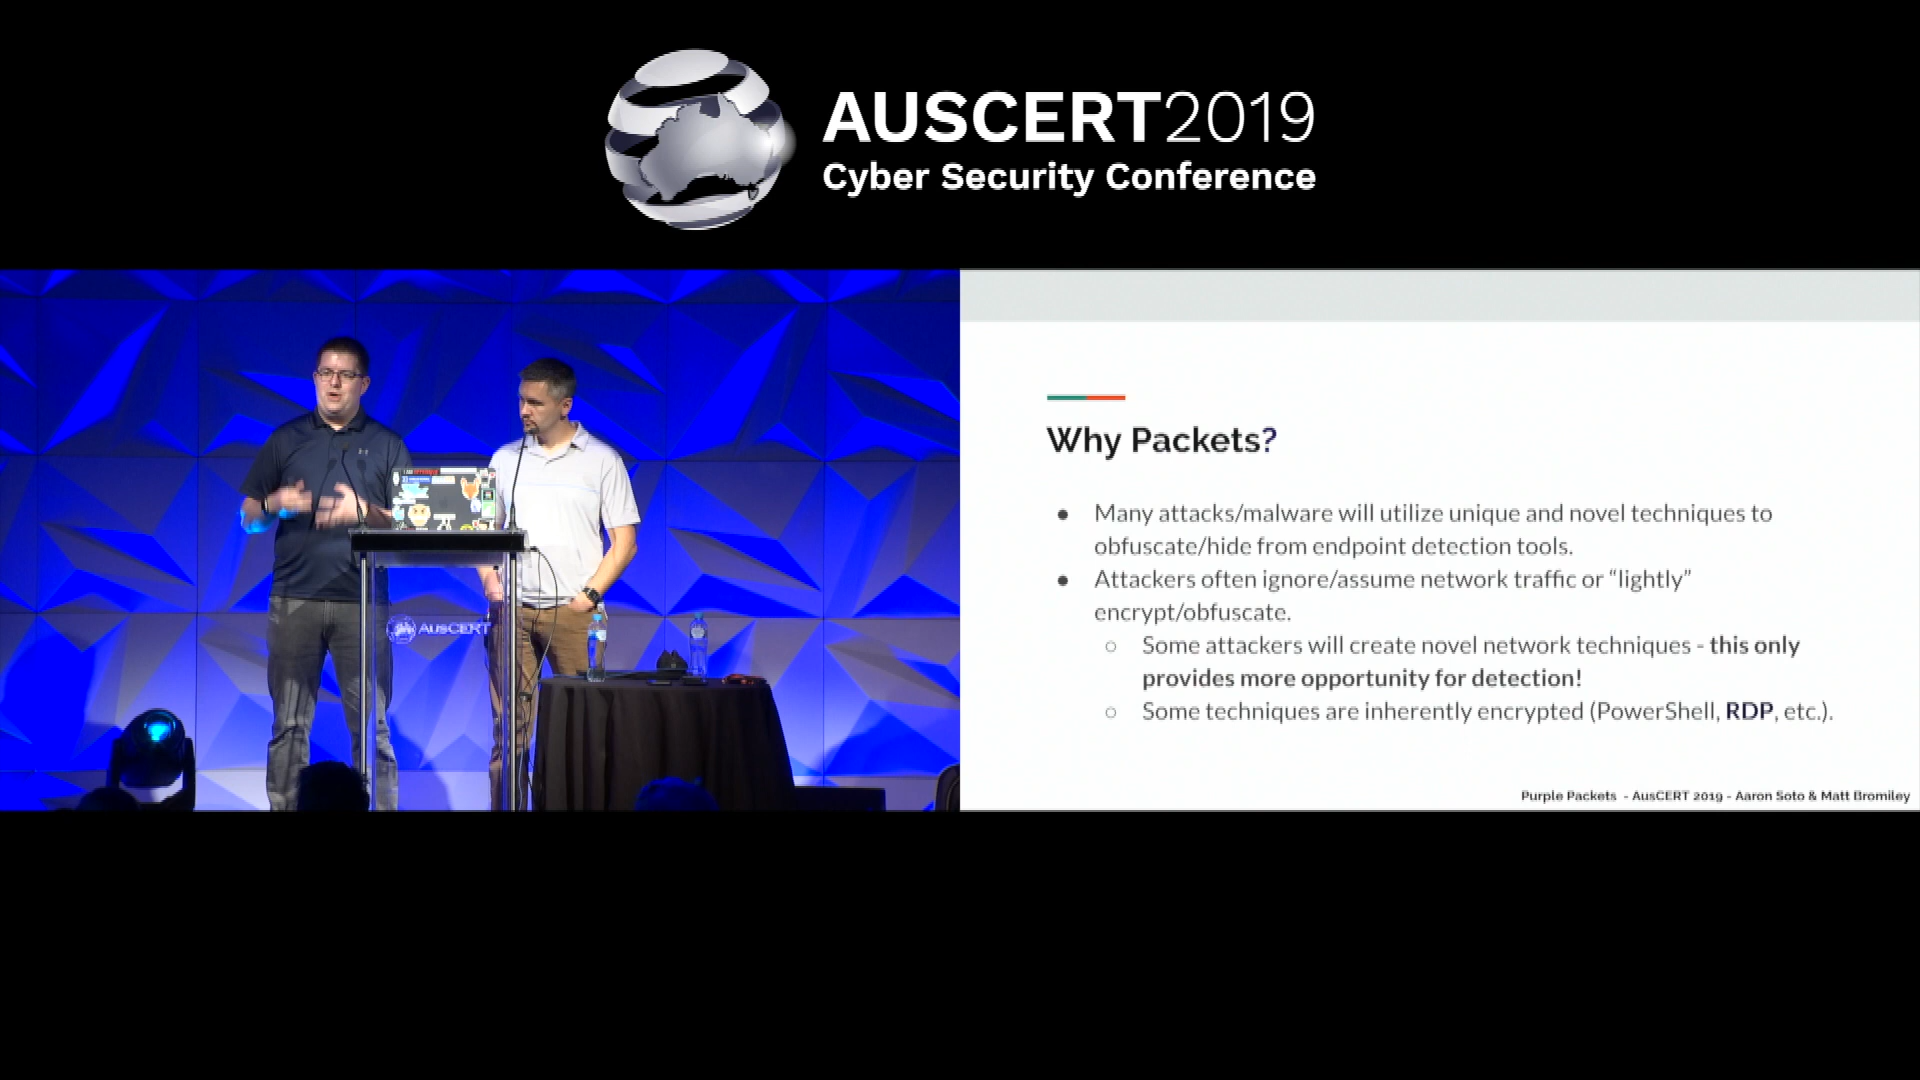 AUSCERT2019
Cyber Security Conference
AUSCERT
Why Packets?
● Many attacks/malware will utilize unique and novel techniques to
obfuscate/hide from endpoint detection tools.
● Attackers often ignore/assume network traffic or “lightly”
encrypt/obfuscate.
○ Some attackers will create novel network techniques - this only
provides more opportunity for detection!
○ Some techniques are inherently encrypted (PowerShell, RDP, etc.).
Purple Packets - AusCERT 2019 - Aaron Soto & Matt Bromiley